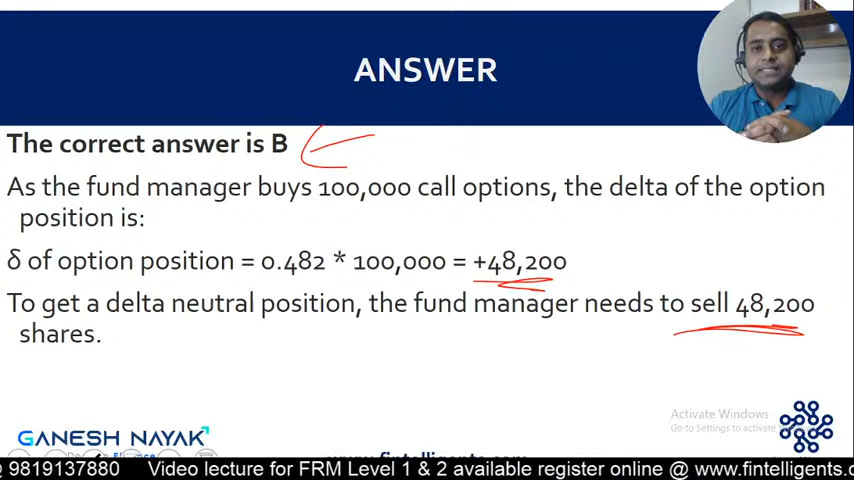 ANSWER
The correct answer is B
As the fund manager buys 100,000 call options, the delta of the option
position is:
δ of option position = 0.482 * 100,000 = +48,200
To get a delta neutral position, the fund manager needs to sell 48,200
shares.
Activate Windows
Go to Settings to activate
GANESH NAYAK
9819137880 Video lecture for FRM Level 1 & 2 available register online @ www.fintelligents.c